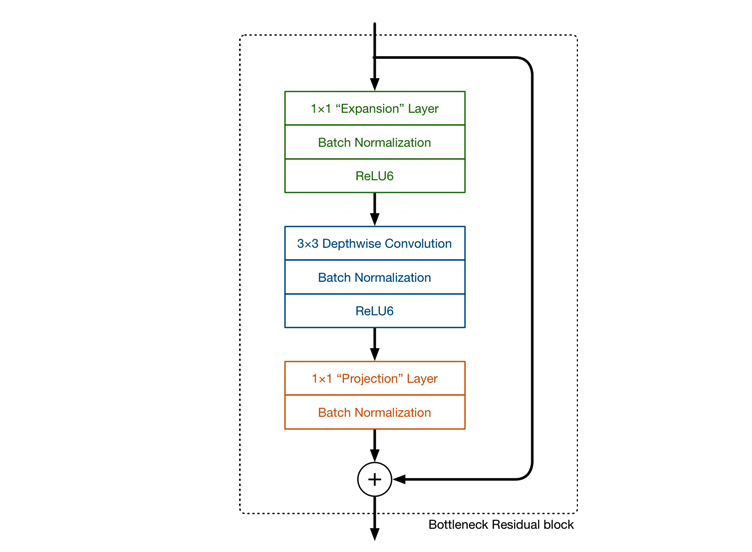 1×1 “Expansion” Layer
Batch Normalization
ReLU6
3×3 Depthwise Convolution
Batch Normalization
ReLU6
1×1 “Projection” Layer
Batch Normalization
+
Bottleneck Residual block